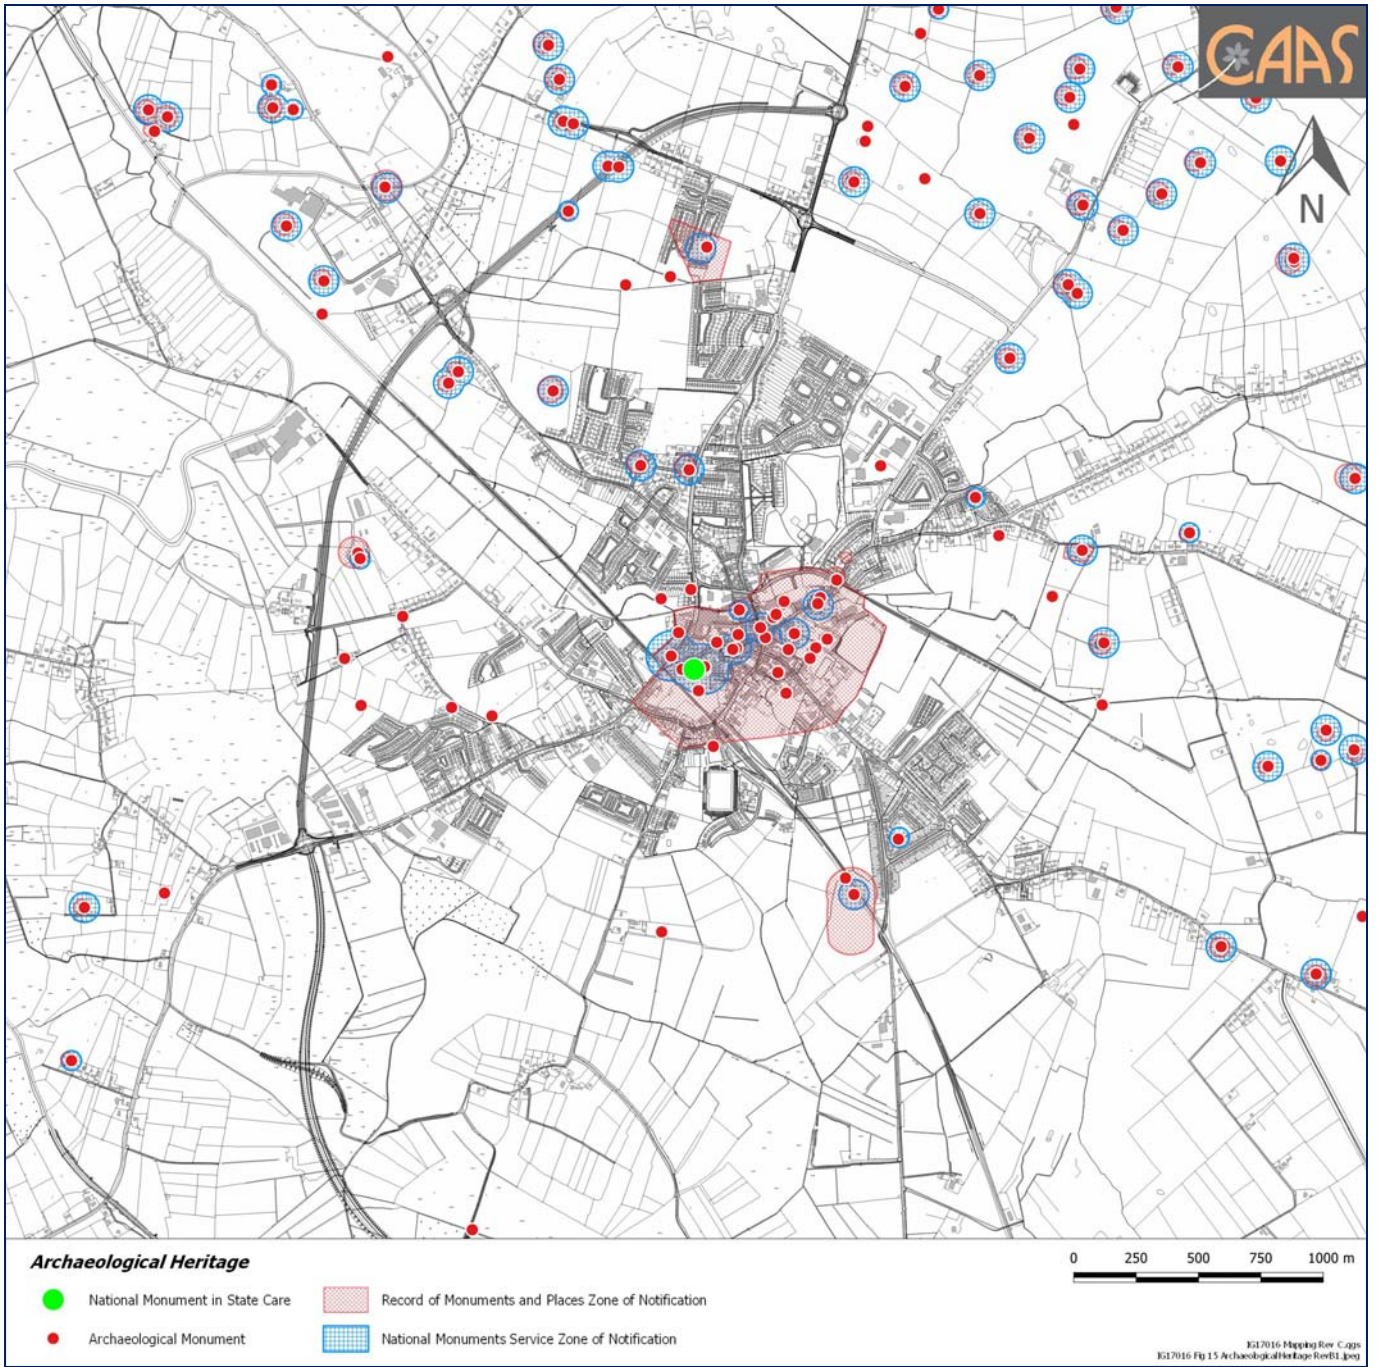 CAAS
N
Archaeological Heritage
0 250 500 750 1000 m
National Monument in State Care
Record of Monuments and Places Zone of Notification
Archaeological Monument
National Monuments Service Zone of Notification
IG17016 Mapping Rev C.qgs
IG17016 Fig 15 Archaeological Heritage RevB1.jpeg